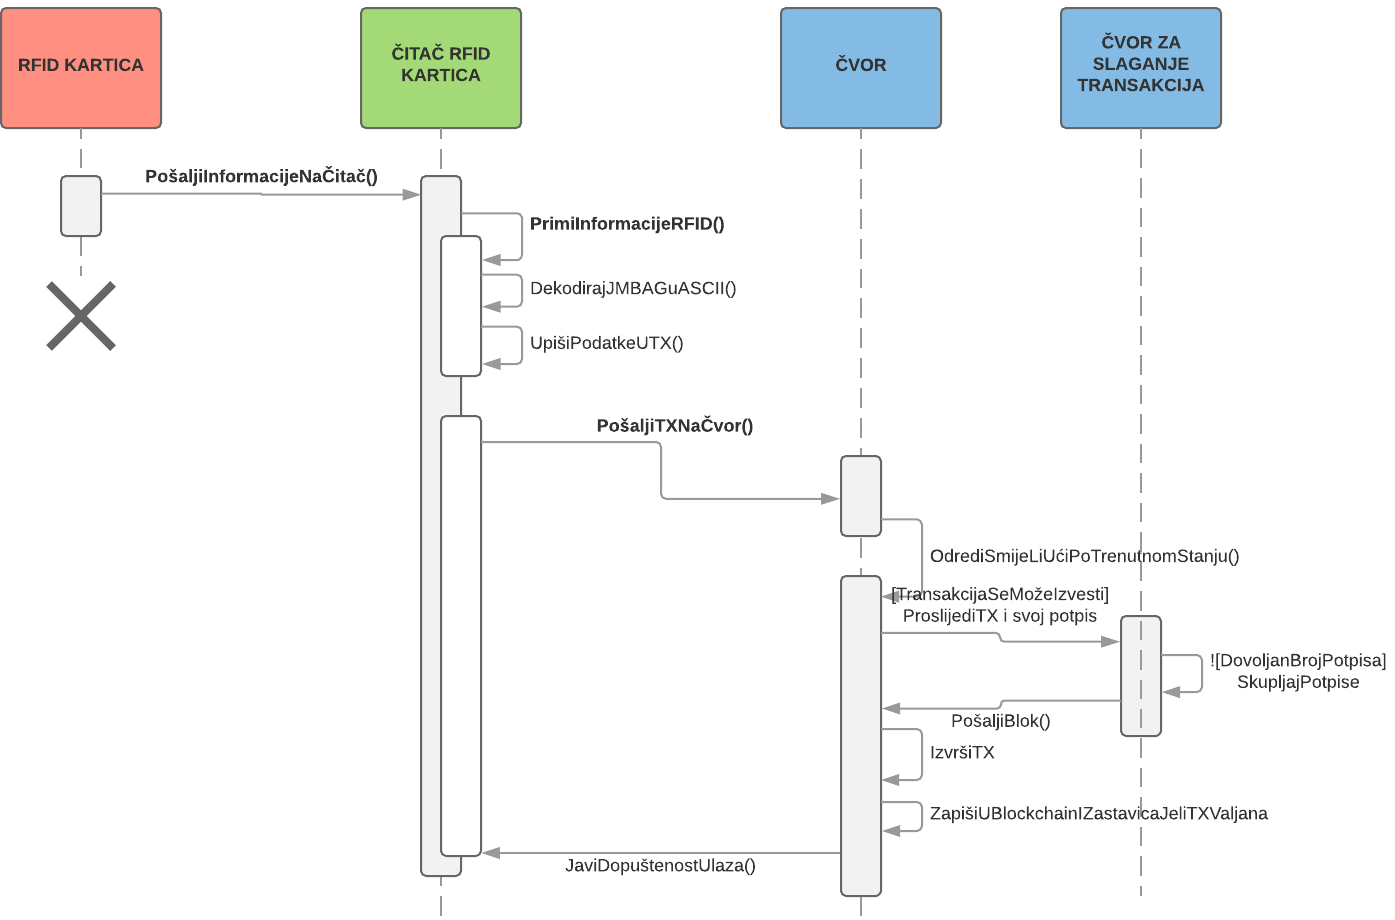 RFID KARTICA
ČITAČ RFID
KARTICA
ČVOR
ČVOR ZA
SLAGANJE
TRANSAKCIJA
PošaljiInformacijeNaČitač()
PrimiInformacijeRFID()
DekodirajJMBAGuASCII()
UpišiPodatkeUTX()
PošaljiTXNaČvor()
OdrediSmijeLiUćiPoTrenutnomStanju()
[TransakcijaSeMožeIzvesti]
ProslijediTX i svoj potpis
![DovoljanBrojPotpisa]
SkupljajPotpise
PošaljiBlok()
IzvršiTX
ZapišiUBlockchainIZastavicaJeliTXValjana
JaviDopuštenostUlaza()